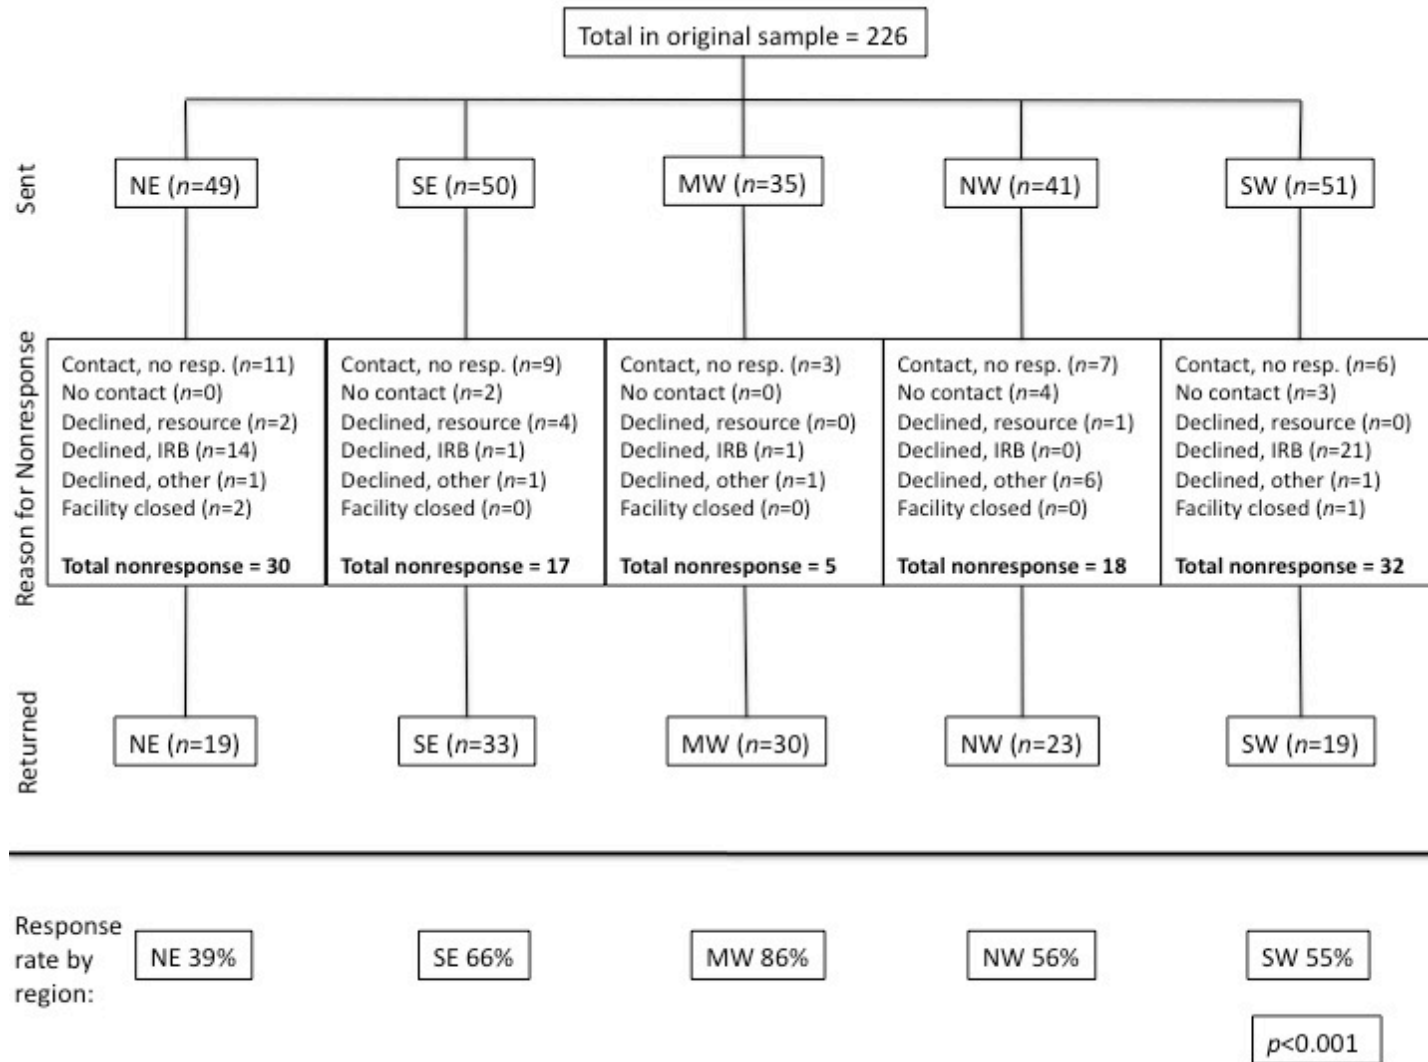 Total in original sample = 226
Sent
NE (n=49)
SE (n=50)
MW (n=35)
NW (n=41)
SW (n=51)
Reason for Nonresponse
Contact, no resp. (n=11)
No contact (n=0)
Declined, resource (n=2)
Declined, IRB (n=14)
Declined, other (n=1)
Facility closed (n=2)
Total nonresponse = 30
Contact, no resp. (n=9)
No contact (n=2)
Declined, resource (n=4)
Declined, IRB (n=1)
Declined, other (n=1)
Facility closed (n=0)
Total nonresponse = 17
Contact, no resp. (n=3)
No contact (n=0)
Declined, resource (n=0)
Declined, IRB (n=1)
Declined, other (n=1)
Facility closed (n=0)
Total nonresponse = 5
Contact, no resp. (n=7)
No contact (n=4)
Declined, resource (n=1)
Declined, IRB (n=0)
Declined, other (n=6)
Facility closed (n=0)
Total nonresponse = 18
Contact, no resp. (n=6)
No contact (n=3)
Declined, resource (n=0)
Declined, IRB (n=21)
Declined, other (n=1)
Facility closed (n=1)
Total nonresponse = 32
Returned
NE (n=19)
SE (n=33)
MW (n=30)
NW (n=23)
SW (n=19)
Response
rate by
region:
NE 39%
SE 66%
MW 86%
NW 56%
SW 55%
p<0.001